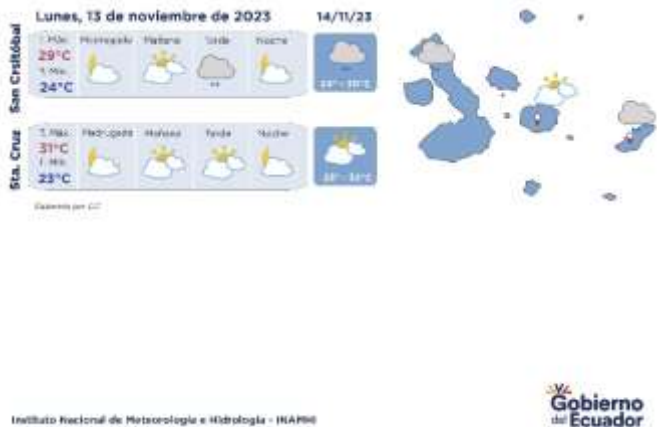 Lunes, 13 de noviembre de 2023
14/11/23
San Cristóbal
T. Máx. Madrugada Mañana Tarde Noche
29°C
T. Mín.
24°C
Sta. Cruz
T. Máx. Madrugada Mañana Tarde Noche
31°C
T. Mín.
23°C
Elaborado por
Instituto Nacional de Meteorología e Hidrología - INAMHI
Gobierno
del Ecuador